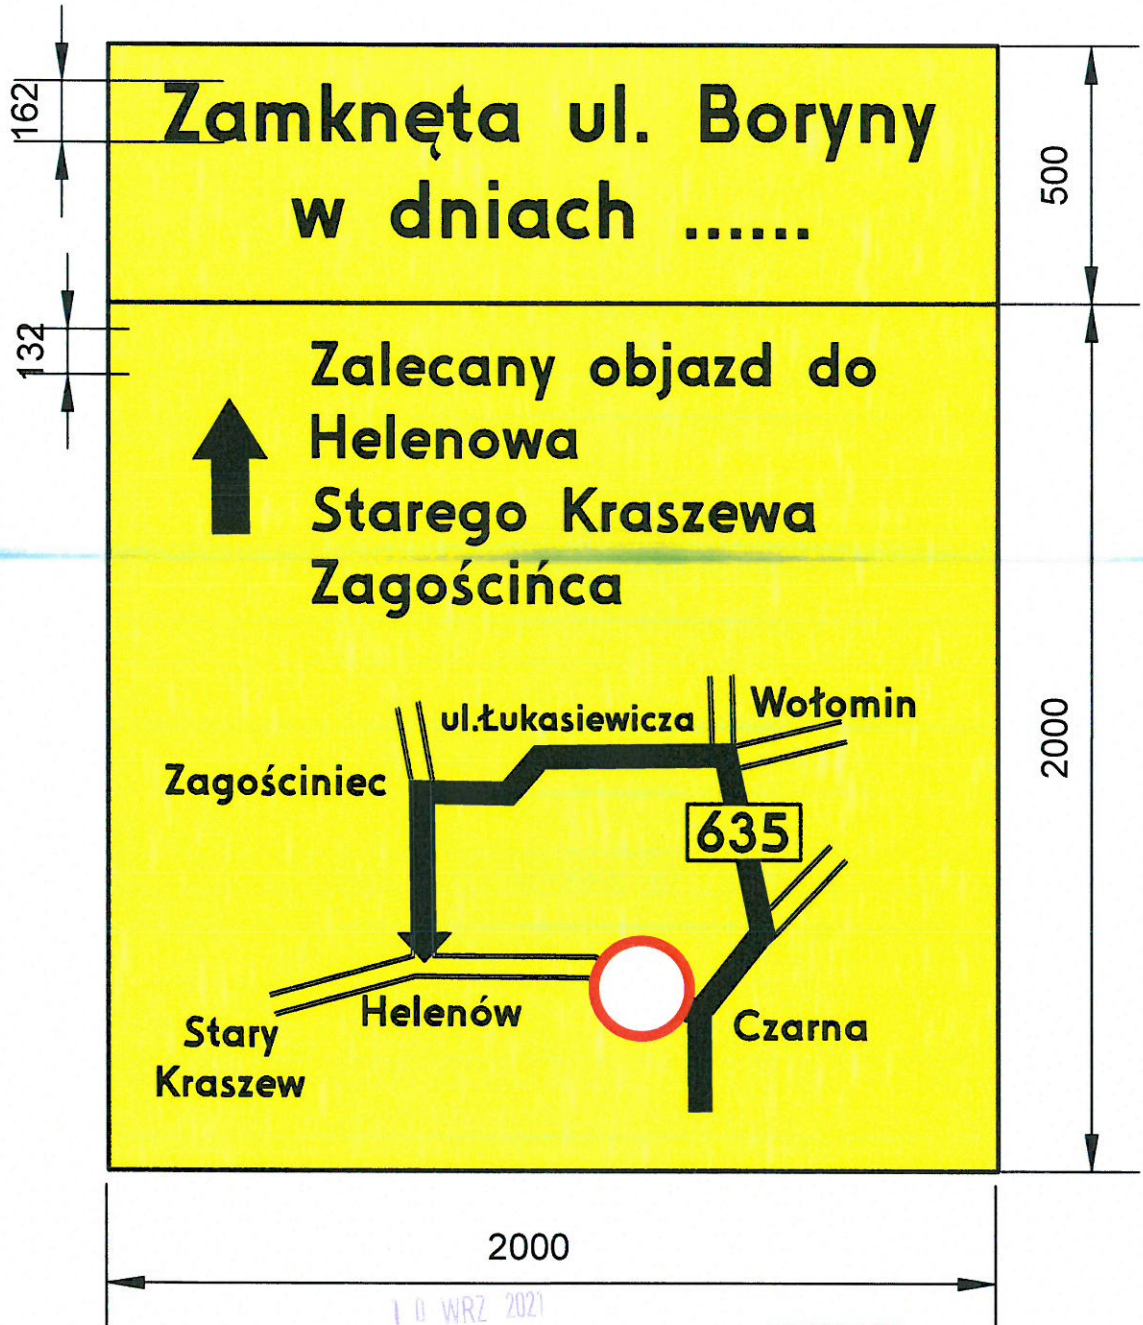 Zamknęta ul. Boryny
w dniach ......
162
500
132
Zalecany objazd do
Helenowa
Starego Kraszewa
Zagościńca
2000
ul.Łukasiewicza
Wołomin
Zagościniec
635
Helenów
Czarna
Stary
Kraszew
2000
10 WRZ 2021